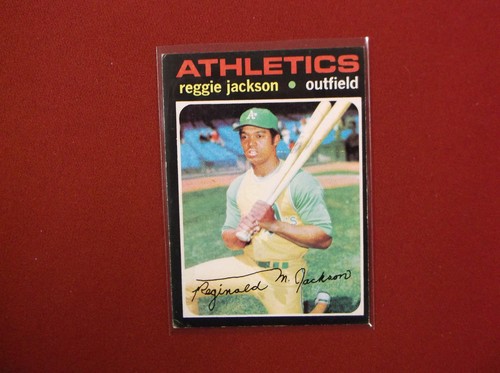 ATHLETICS
reggie jackson • outfield
A's
Reginald M. Jackson